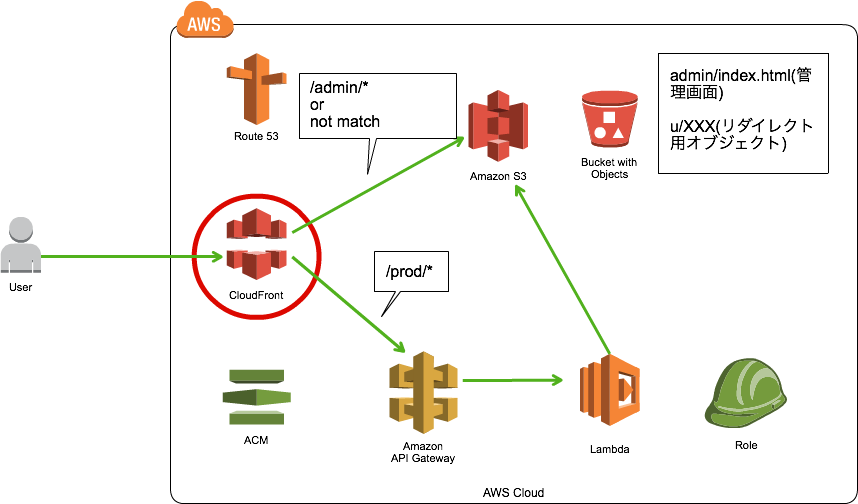 AWS
Route 53
/admin/*
or
not match
Amazon S3
Bucket with
Objects
admin/index.html(管
理画面)
u/XXX(リダイレクト
用オブジェクト)
User
CloudFront
/prod/*
ACM
Amazon
API Gateway
Lambda
Role
AWS Cloud